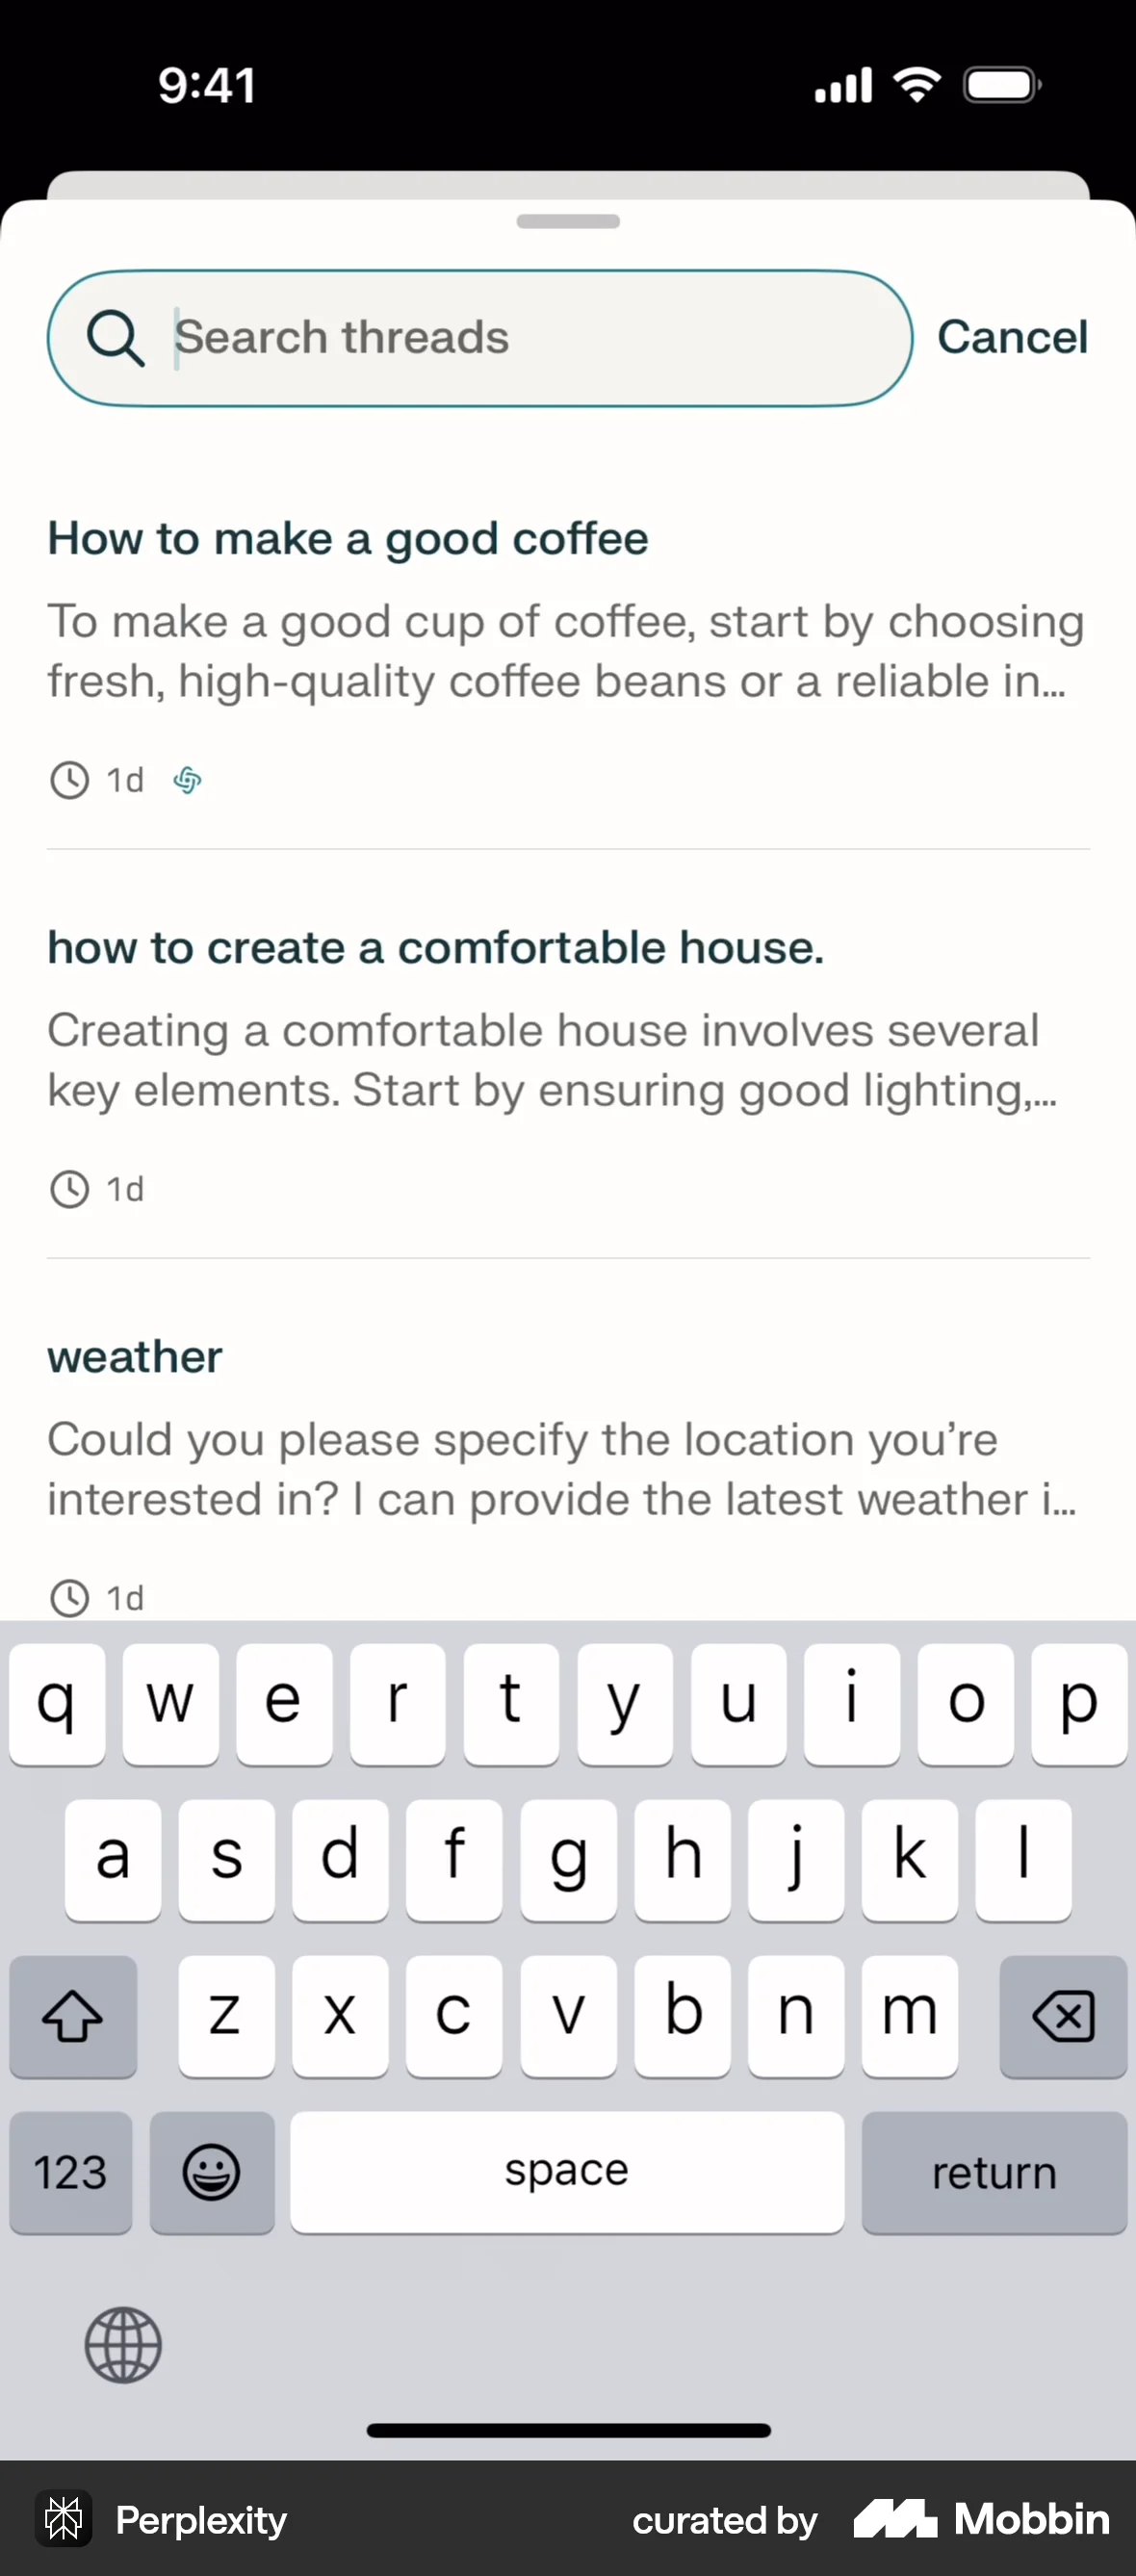 9:41
Search threads
Cancel
How to make a good coffee
To make a good cup of coffee, start by choosing
fresh, high-quality coffee beans or a reliable in...
1d
how to create a comfortable house.
Creating a comfortable house involves several
key elements. Start by ensuring good lighting,...
1d
weather
Could you please specify the location you’re
interested in? I can provide the latest weather i...
1d
q w e r t y u i o p
a s d f g h j k l
z x c v b n m
123 space return
Perplexity curated by Mobbin